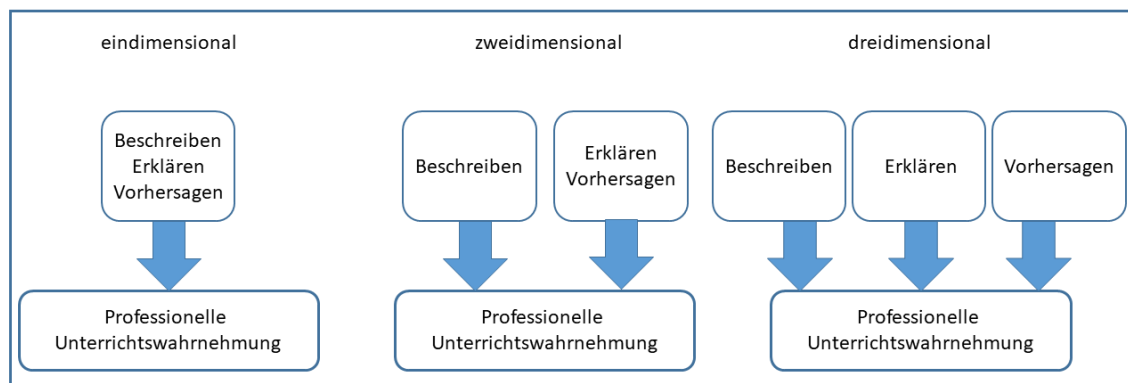 eindimensional
Beschreiben
Erklären
Vorhersagen
Professionelle
Unterrichtswahrnehmung
zweidimensional
Beschreiben
Erklären
Vorhersagen
Professionelle
Unterrichtswahrnehmung
dreidimensional
Beschreiben
Erklären
Vorhersagen
Professionelle
Unterrichtswahrnehmung